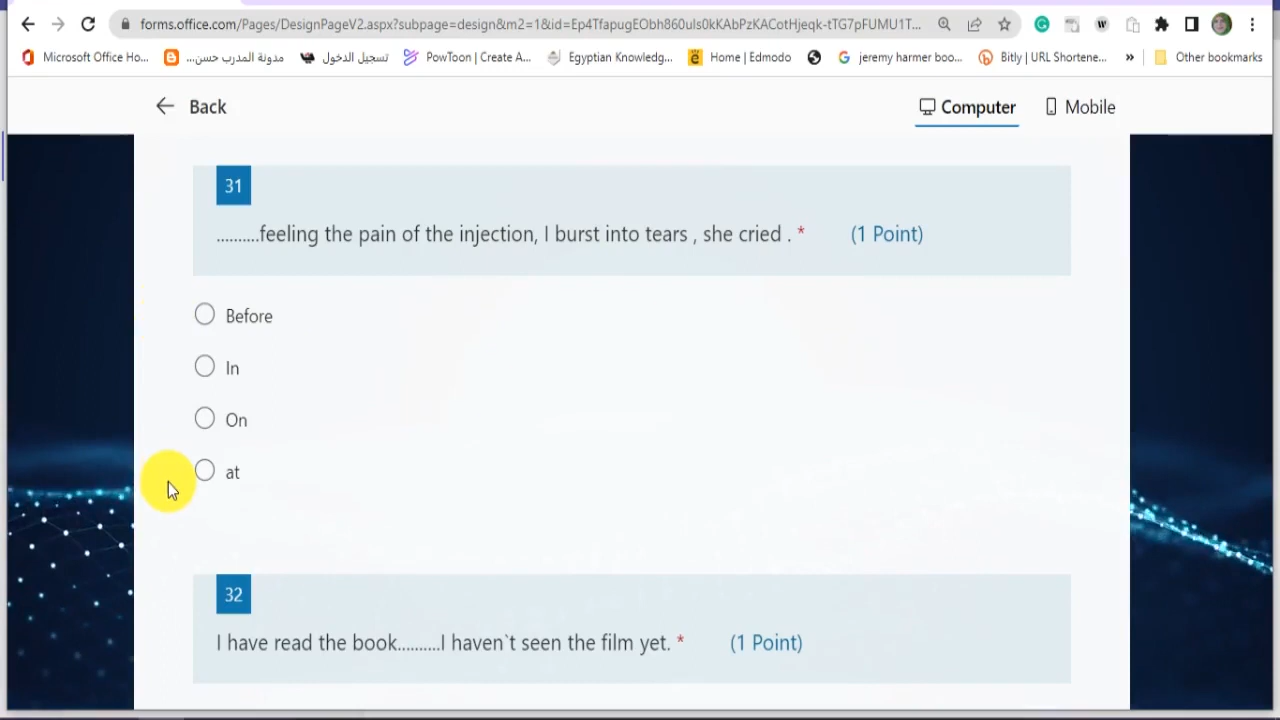 forms.office.com/Pages/DesignPageV2.aspx?subpage=design&m2=1&id=Ep4TfapugEObh860uls0kKAbPzKACotHjeqk-tTG7pFUMU1T...
Microsoft Office Ho... مدونة المدرب حسن... تسجيل الدخول PowToon | Create A... Egyptian Knowledg... Home | Edmodo jeremy harmer boo... Bitly | URL Shortene... » Other bookmarks
Back Computer Mobile
31
..........feeling the pain of the injection, I burst into tears , she cried . * (1 Point)
Before
In
On
at
32
I have read the book..........I haven`t seen the film yet. * (1 Point)